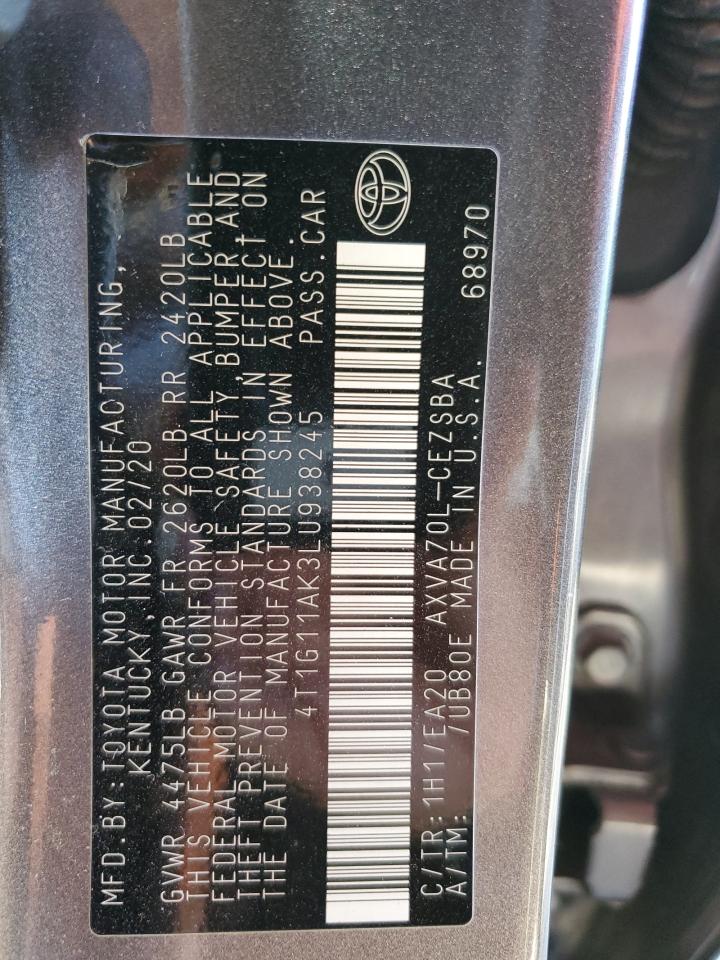 MFD.BY:TOYOTA MOTOR MANUFACTURING,
KENTUCKY,INC.02/20
GVWR 4475LB GAWR FR 2620LB RR 2420LB
THIS VEHICLE CONFORMS TO ALL APPLICABLE
FEDERAL MOTOR VEHICLE SAFETY,BUMPER,AND
THEFT PREVENTION STANDARDS IN EFFECT ON
THE DATE OF MANUFACTURE SHOWN ABOVE.
4T1G11AK3LU938245 PASS.CAR
C/TR:1H1/EA20 AXVA70L-CEZSBA
A/TM: /UB80E MADE IN U.S.A. 68970